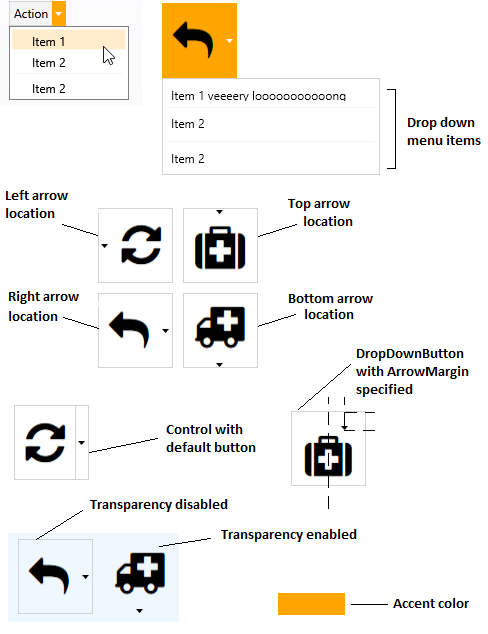 Action
Item 1
Item 2
Item 2
Item 1 veeeery looooooooooong
Item 2
Item 2
Drop down
menu items
Left arrow
location
Top arrow
location
Right arrow
location
Bottom arrow
location
DropDownButton
with ArrowMargin
specified
Control with
default button
Transparency disabled
Transparency enabled
Accent color